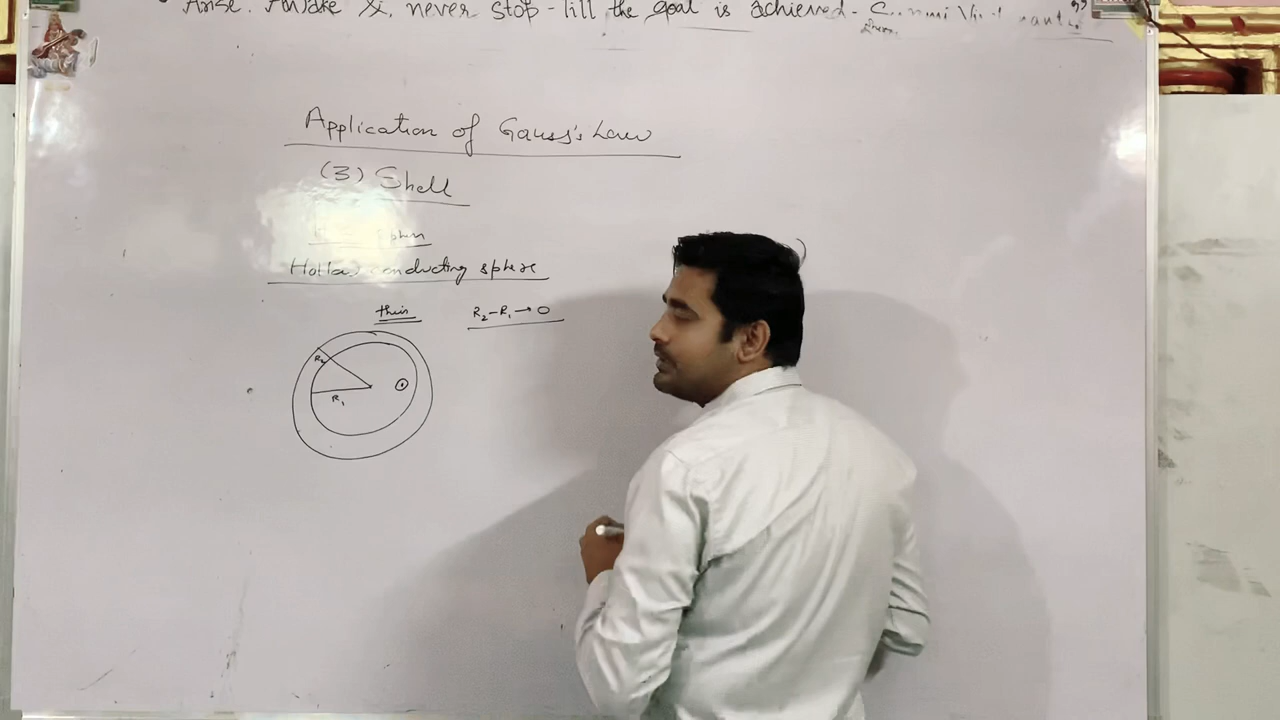 Arise. Awake & never stop - till the goal is achieved -
Application of Gauss's Law
(3) Shell
Hollow conducting sphere
thin R₂-R₁→0
R₂
R₁